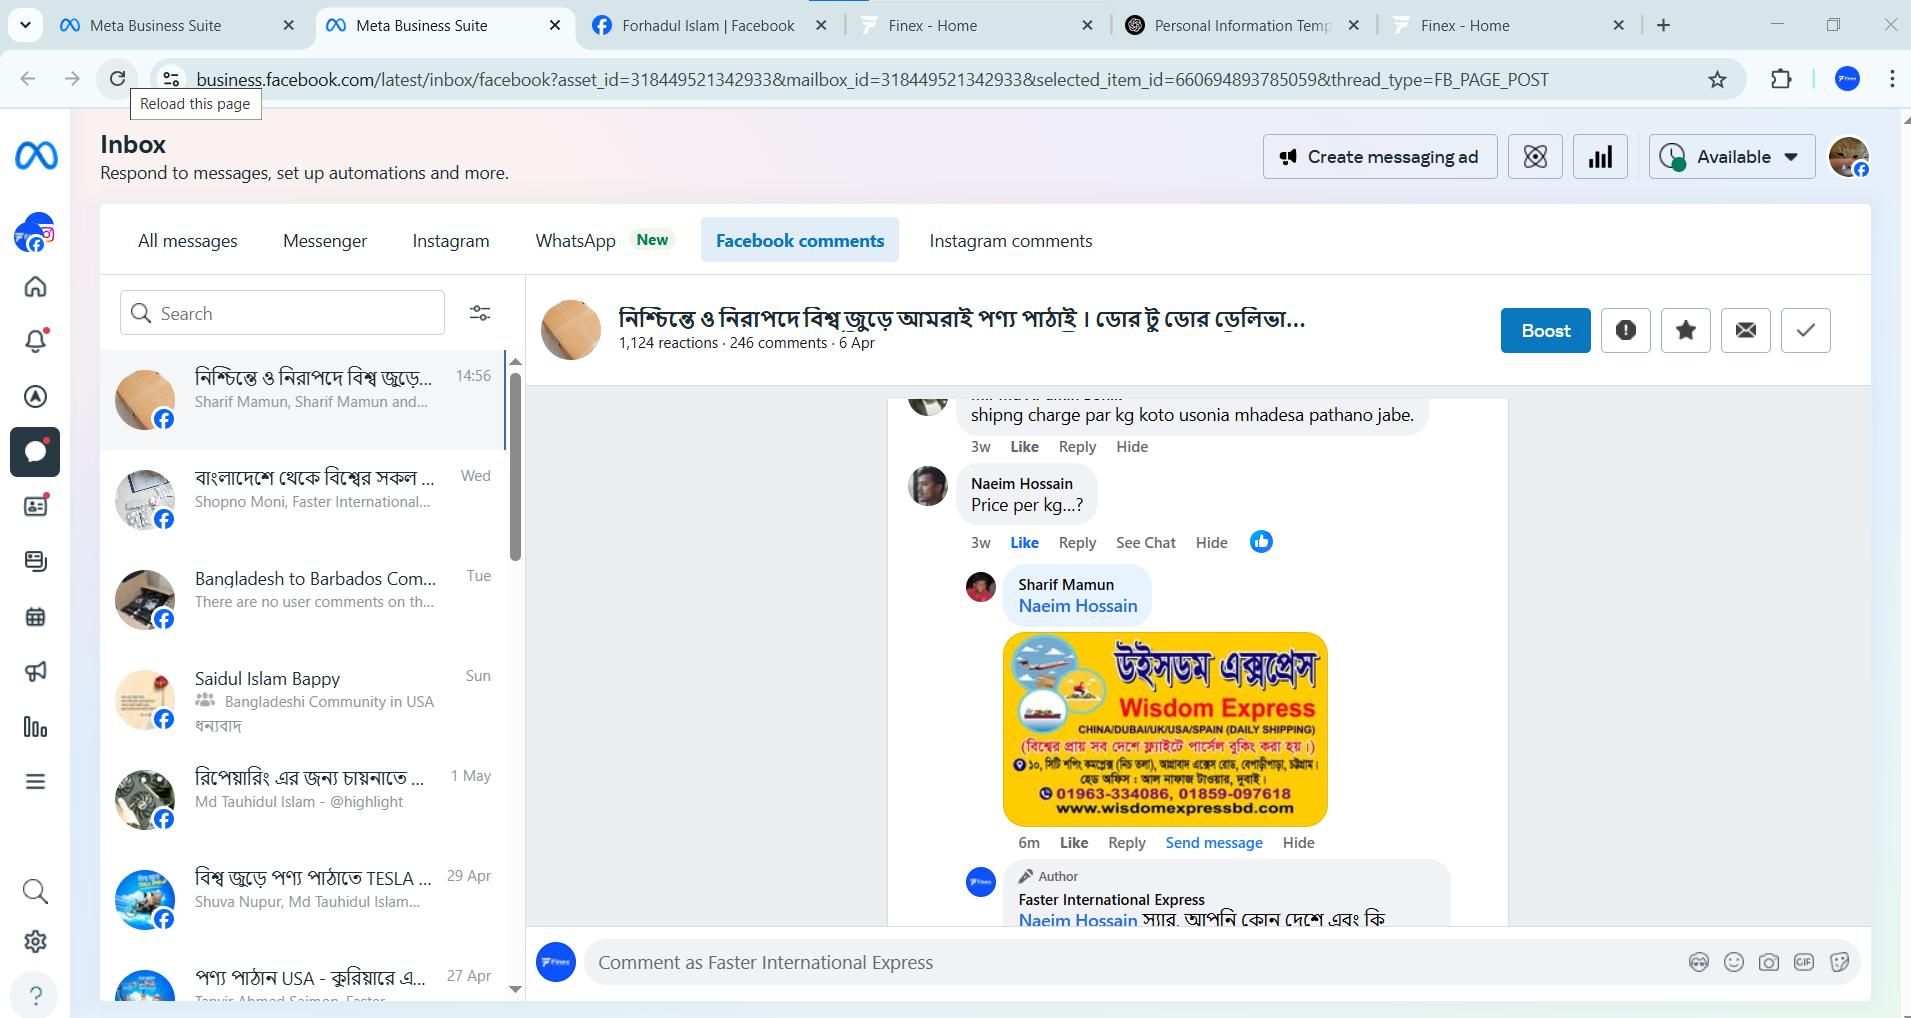 Meta Business Suite
Meta Business Suite
Forhadul Islam | Facebook
Finex - Home
Personal Information Temp
Finex - Home
business.facebook.com/latest/inbox/facebook?asset_id=318449521342933&mailbox_id=318449521342933&selected_item_id=660694893785059&thread_type=FB_PAGE_POST
Reload this page
Inbox
Respond to messages, set up automations and more.
Create messaging ad
Available
All messages
Messenger
Instagram
WhatsApp New
Facebook comments
Instagram comments
Search
নিশ্চিন্তে ও নিরাপদে বিশ্ব জুড়ে... 14:56
Sharif Mamun, Sharif Mamun and...
বাংলাদেশে থেকে বিশ্বের সকল ... Wed
Shopno Moni, Faster International...
Bangladesh to Barbados Com... Tue
There are no user comments on th...
Saidul Islam Bappy Sun
Bangladeshi Community in USA
ধন্যবাদ
রিপেয়ারিং এর জন্য চায়নাতে ... 1 May
Md Tauhidul Islam - @highlight
বিশ্ব জুড়ে পণ্য পাঠাতে TESLA ... 29 Apr
Shuva Nupur, Md Tauhidul Islam...
পণ্য পাঠান USA - কুরিয়ারে এ... 27 Apr
Tanvir Ahmed Saimon, Faster
নিশ্চিন্তে ও নিরাপদে বিশ্ব জুড়ে আমরাই পণ্য পাঠাই । ডোর টু ডোর ডেলিভা...
1,124 reactions · 246 comments · 6 Apr
Boost
shipng charge par kg koto usonia mhadesa pathano jabe.
3w Like Reply Hide
Naeim Hossain
Price per kg...?
3w Like Reply See Chat Hide
Sharif Mamun
Naeim Hossain
উইসডম এক্সপ্রেস
Wisdom Express
CHINA/DUBAI/UK/USA/SPAIN (DAILY SHIPPING)
(বিশ্বের প্রায় সব দেশে ফ্ল্যাইটে পার্সেল বুকিং করা হয়।)
১০, সিটি শপিং কমপ্লেক্স (নিচ তলা), আগ্রাবাদ এক্সেস রোড, বেপাড়ীপাড়া, চট্টগ্রাম।
হেড অফিস : আল নাফাজ টাওয়ার, দুবাই।
01963-334086, 01859-097618
www.wisdomexpressbd.com
6m Like Reply Send message Hide
Author
Faster International Express
Naeim Hossain স্যার, আপনি কোন দেশে এবং কি
Finex
Comment as Faster International Express
GIF